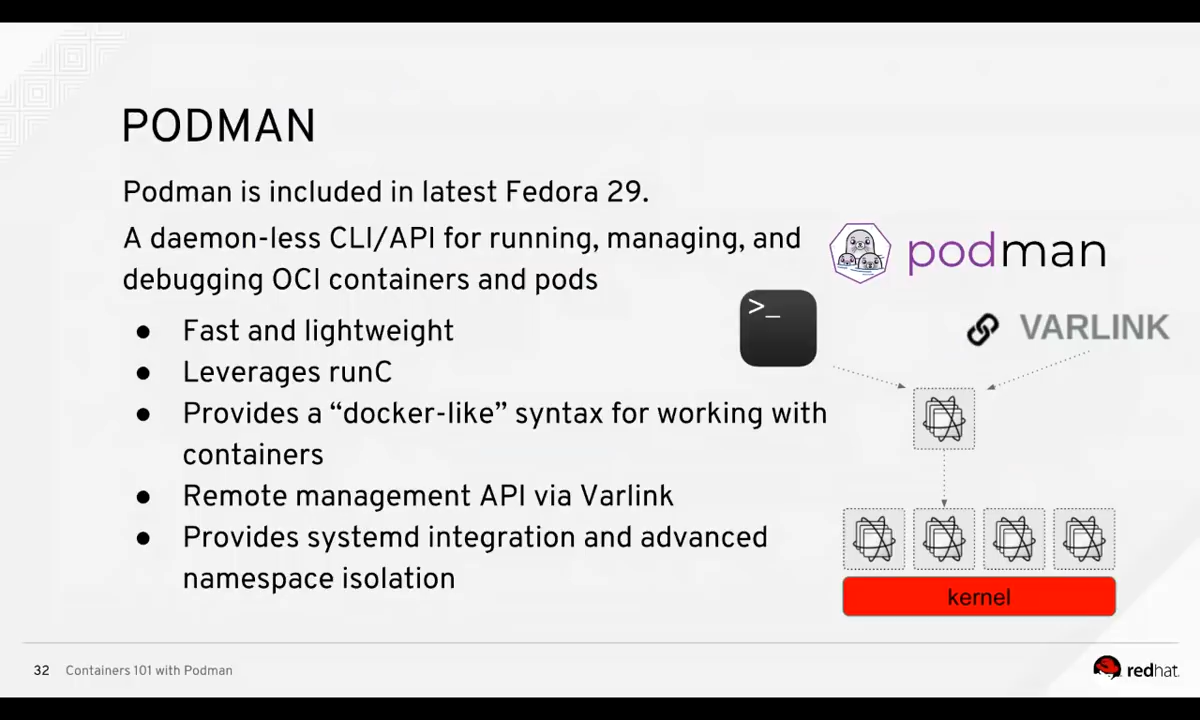 PODMAN
Podman is included in latest Fedora 29.
A daemon-less CLI/API for running, managing, and
debugging OCI containers and pods
● Fast and lightweight
● Leverages runC
● Provides a “docker-like” syntax for working with
containers
● Remote management API via Varlink
● Provides systemd integration and advanced
namespace isolation
podman
>_
VARLINK
kernel
32 Containers 101 with Podman
redhat.